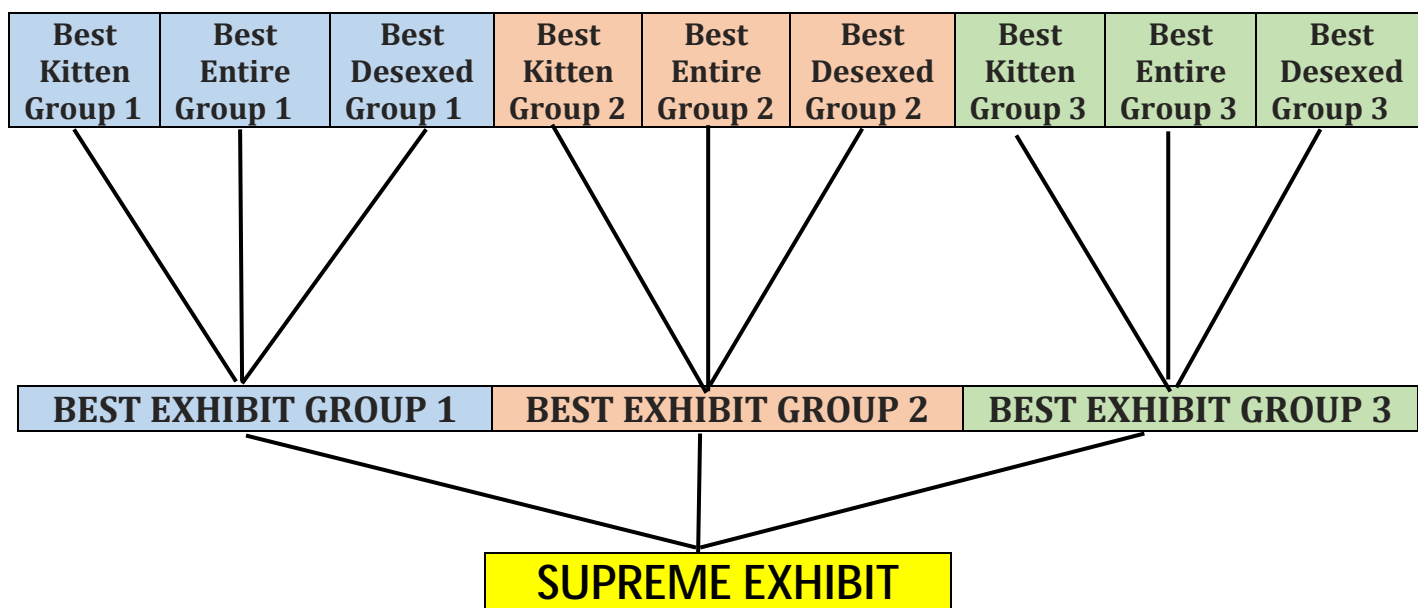 Best
Kitten
Group 1
Best
Entire
Group 1
Best
Desexed
Group 1
Best
Kitten
Group 2
Best
Entire
Group 2
Best
Desexed
Group 2
Best
Kitten
Group 3
Best
Entire
Group 3
Best
Desexed
Group 3
BEST EXHIBIT GROUP 1
BEST EXHIBIT GROUP 2
BEST EXHIBIT GROUP 3
SUPREME EXHIBIT